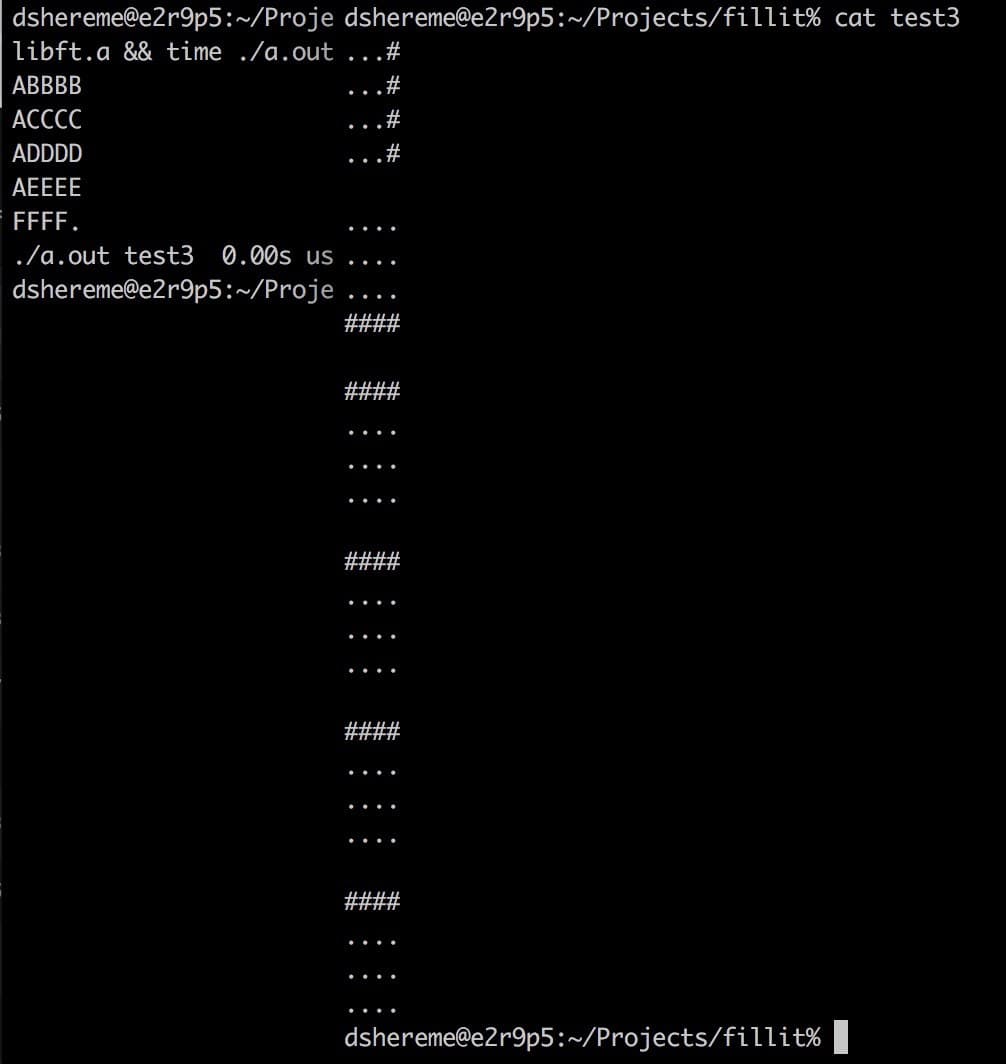 dshereme@e2r9p5:~/Proje
libft.a && time ./a.out
ABBBB
ACCCC
ADDDD
AEEEE
FFFF.
./a.out test3  0.00s us
dshereme@e2r9p5:~/Proje
dshereme@e2r9p5:~/Projects/fillit% cat test3
...#
...#
...#
...#

....
....
....
####

####
....
....
....

####
....
....
....

####
....
....
....

####
....
....
....
dshereme@e2r9p5:~/Projects/fillit%